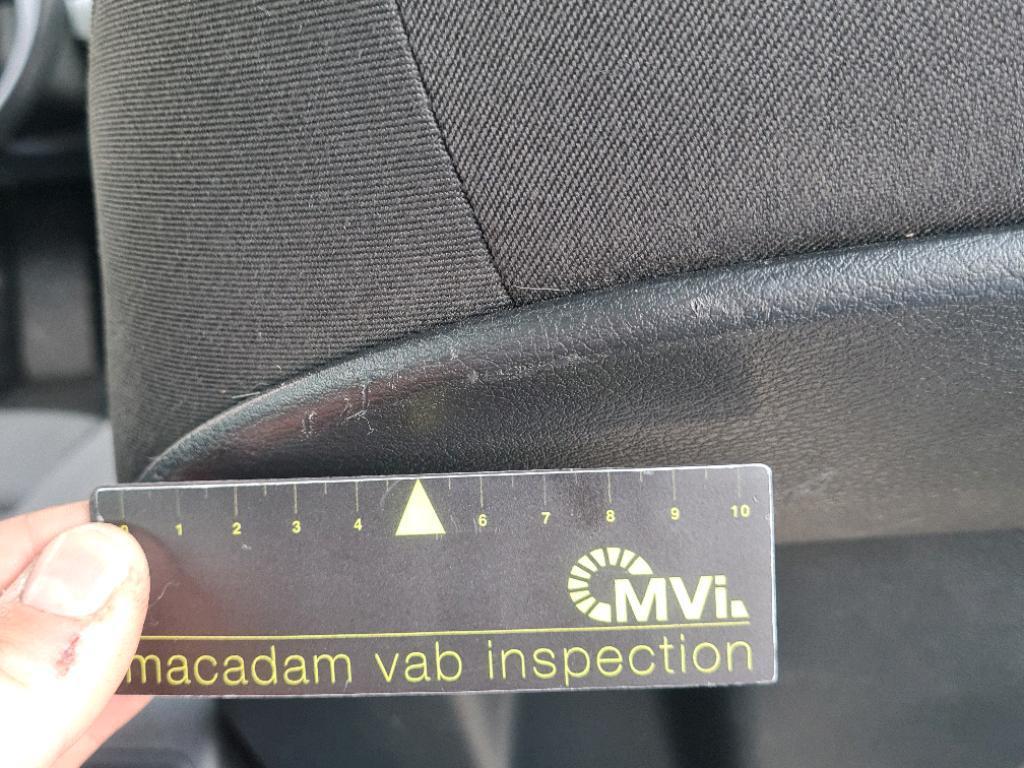 0 1 2 3 4 6 7 8 9 10
MVi.
macadam vab inspection